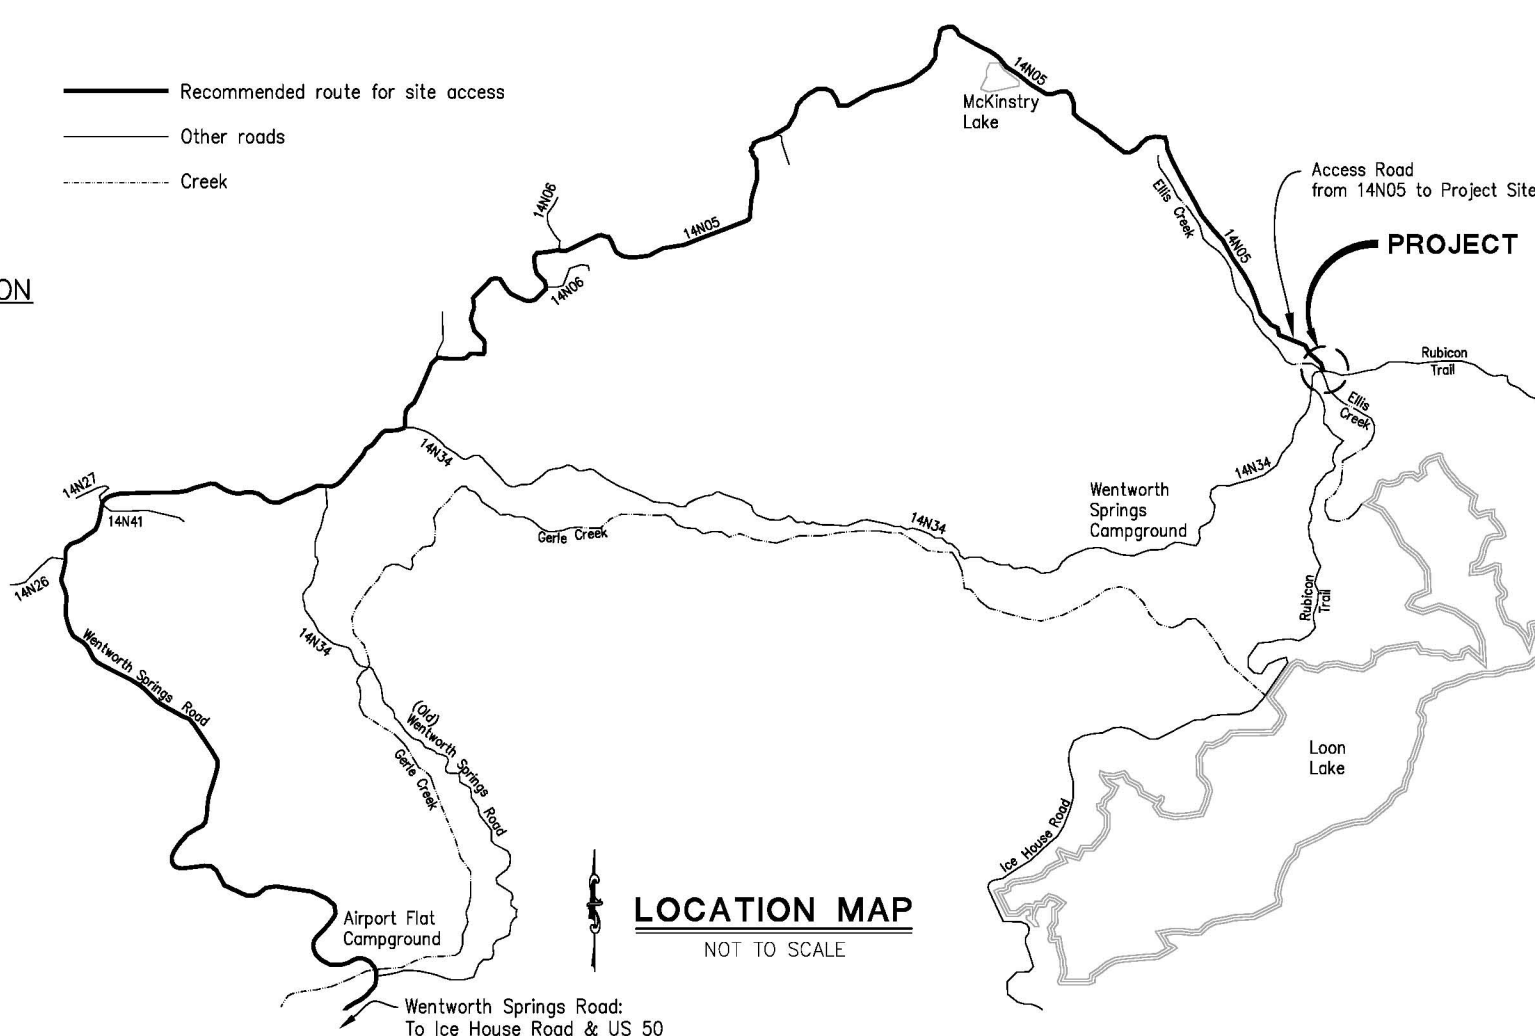 Recommended route for site access
Other roads
Creek
ON
14N05
McKinstry
Lake
Access Road
from 14N05 to Project Site
PROJECT
Ellis Creek
14N05
14N06
14N05
14N06
Rubicon
Trail
Ellis
Creek
14N34
14N34
Wentworth
Springs
Campground
14N27
14N41
14N34
Gerle Creek
14N26
Rubicon
Trail
14N34
Wentworth Springs Road
(Old)
Wentworth Springs Road
Gerle Creek
Loon
Lake
Ice House Road
Airport Flat
Campground
LOCATION MAP
NOT TO SCALE
Wentworth Springs Road:
To Ice House Road & US 50